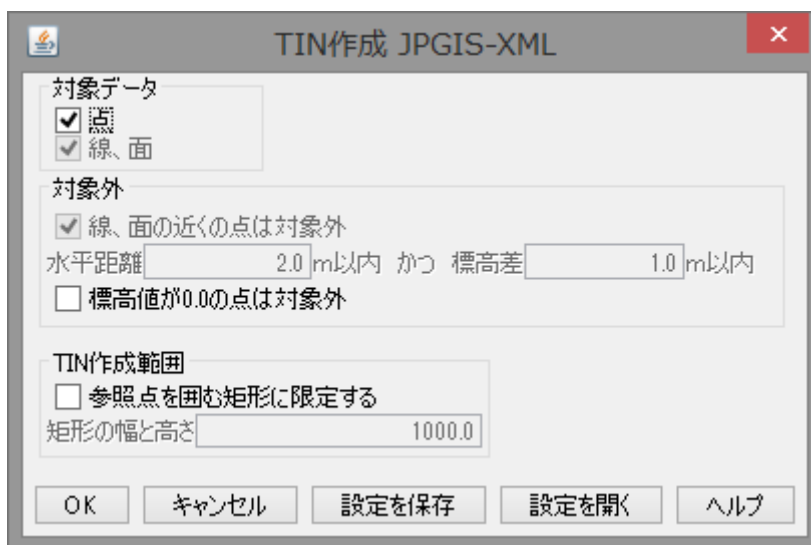 TIN作成 JPGIS-XML
対象データ
点
線、面
対象外
線、面の近くの点は対象外
水平距離 2.0 m以内 かつ 標高差 1.0 m以内
標高値が0.0の点は対象外
TIN作成範囲
参照点を囲む矩形に限定する
矩形の幅と高さ 1000.0
OK キャンセル 設定を保存 設定を開く ヘルプ